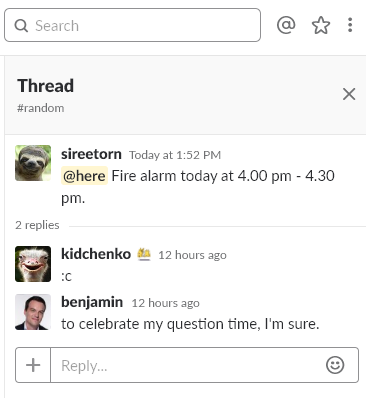 Search
Thread
#random
sireetorn Today at 1:52 PM
@here Fire alarm today at 4.00 pm - 4.30
pm.
2 replies
kidchenko 12 hours ago
:c
benjamin 12 hours ago
to celebrate my question time, I'm sure.
Reply...